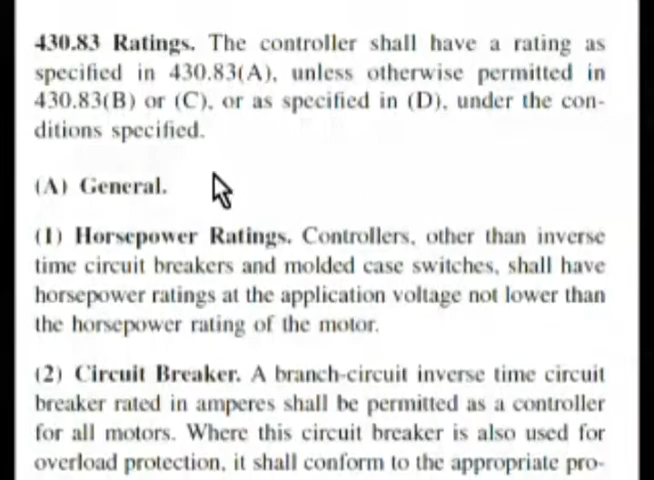 430.83 Ratings. The controller shall have a rating as
specified in 430.83(A), unless otherwise permitted in
430.83(B) or (C), or as specified in (D), under the con-
ditions specified.
(A) General.
(1) Horsepower Ratings. Controllers, other than inverse
time circuit breakers and molded case switches, shall have
horsepower ratings at the application voltage not lower than
the horsepower rating of the motor.
(2) Circuit Breaker. A branch-circuit inverse time circuit
breaker rated in amperes shall be permitted as a controller
for all motors. Where this circuit breaker is also used for
overload protection, it shall conform to the appropriate pro-